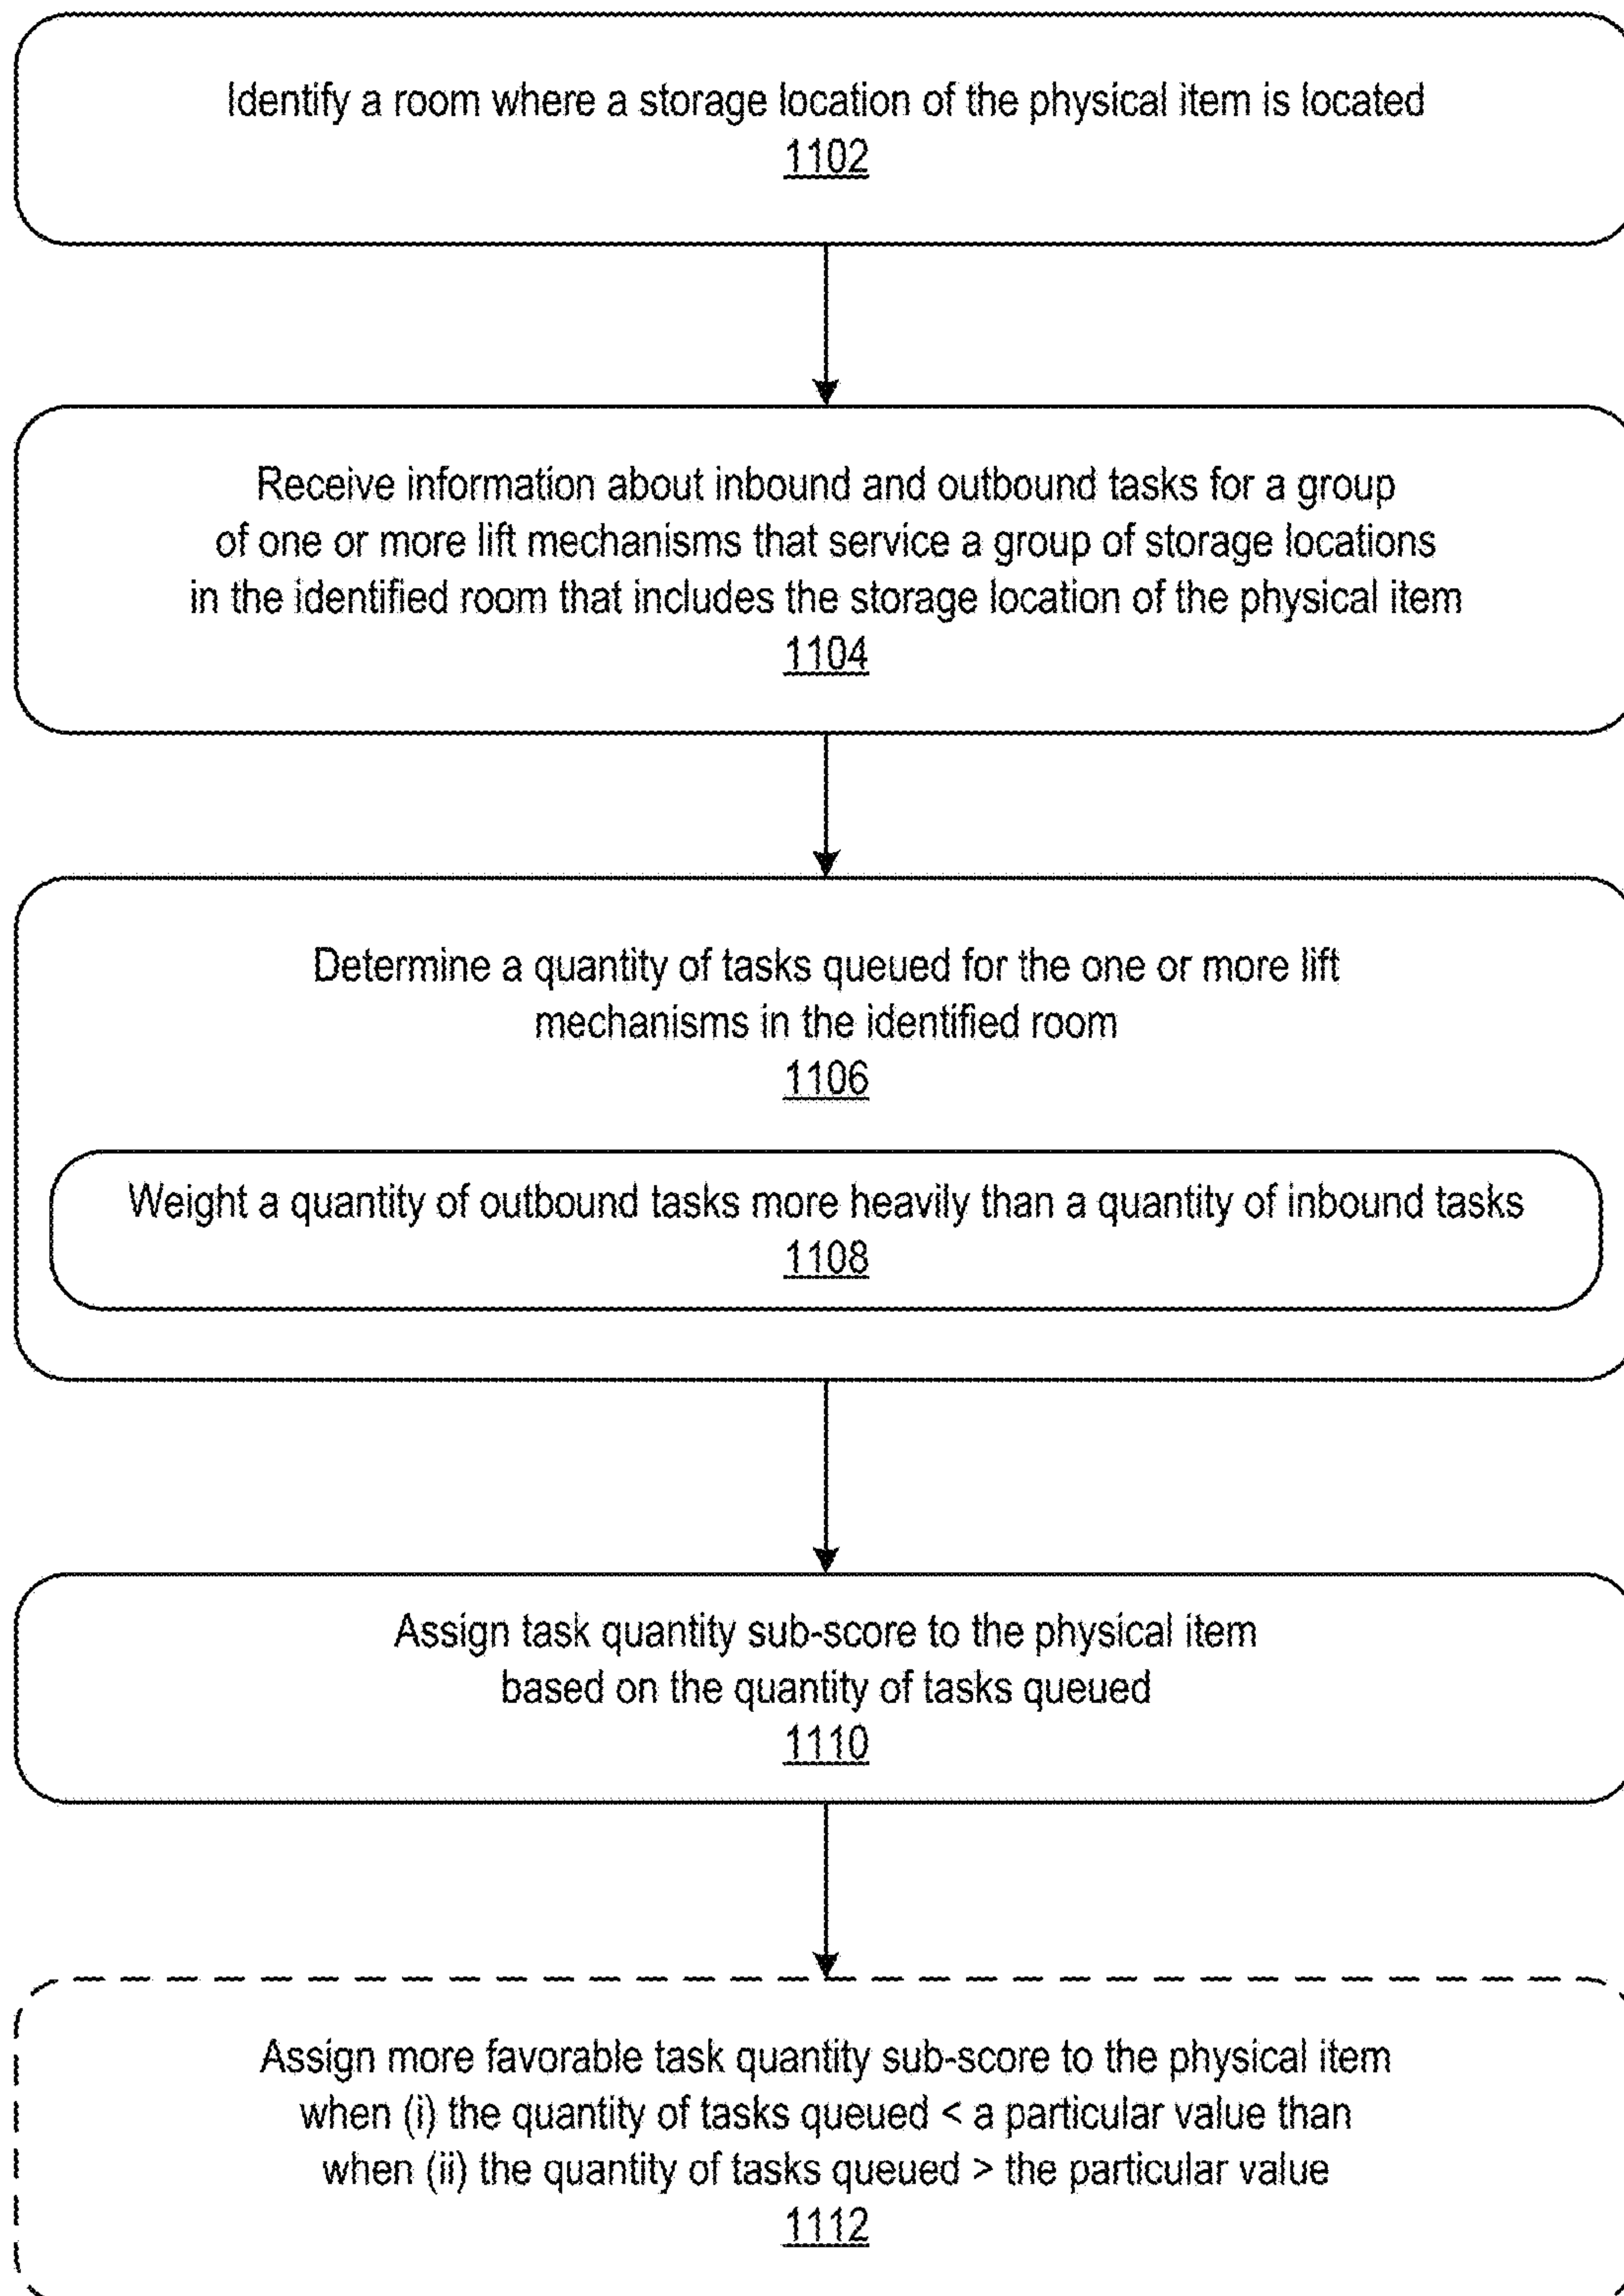 Identify a room where a storage location of the physical item is located
1102
Receive information about inbound and outbound tasks for a group
of one or more lift mechanisms that service a group of storage locations
in the identified room that includes the storage location of the physical item
1104
Determine a quantity of tasks queued for the one or more lift
mechanisms in the identified room
1106
Weight a quantity of outbound tasks more heavily than a quantity of inbound tasks
1108
Assign task quantity sub-score to the physical item
based on the quantity of tasks queued
1110
Assign more favorable task quantity sub-score to the physical item
when (i) the quantity of tasks queued < a particular value than
when (ii) the quantity of tasks queued > the particular value
1112